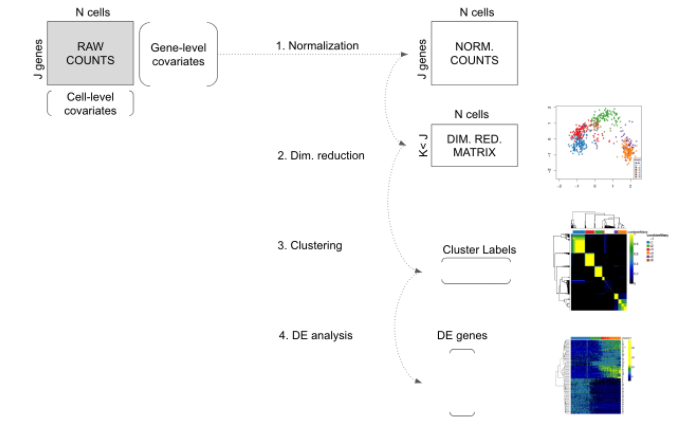 N cells
J genes
RAW
COUNTS
Gene-level
covariates
Cell-level
covariates
1. Normalization
N cells
J genes
NORM.
COUNTS
2. Dim. reduction
N cells
K< J
DIM. RED.
MATRIX
3. Clustering
Cluster Labels
4. DE analysis
DE genes